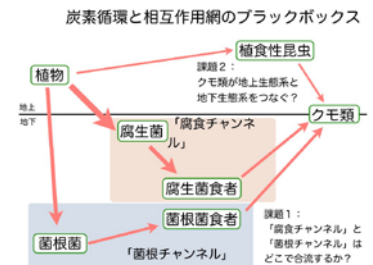 炭素循環と相互作用網のブラックボックス
植食性昆虫
植物
課題2:
クモ類が地上生態系と
地下生態系をつなぐ?
地上
地下
クモ類
腐生菌
「腐食チャンネ
ル」
腐生菌食者
菌根菌食者
菌根菌
「菌根チャンネル」
課題1:
「腐食チャンネル」と
「菌根チャンネル」は
どこで合流するか?